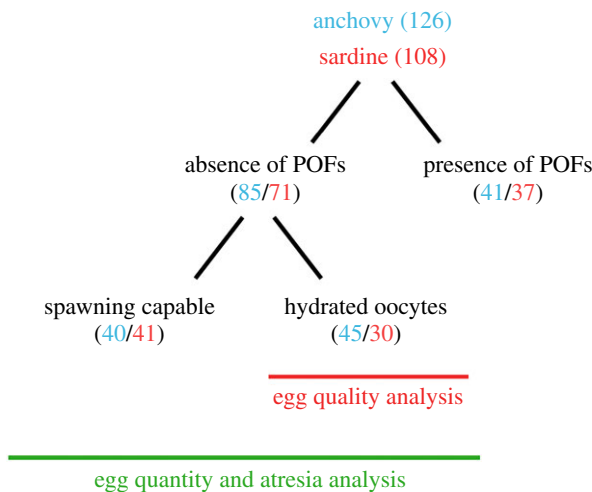 anchovy (126)
sardine (108)
absence of POFs
(85/71)
presence of POFs
(41/37)
spawning capable
(40/41)
hydrated oocytes
(45/30)
egg quality analysis
egg quantity and atresia analysis